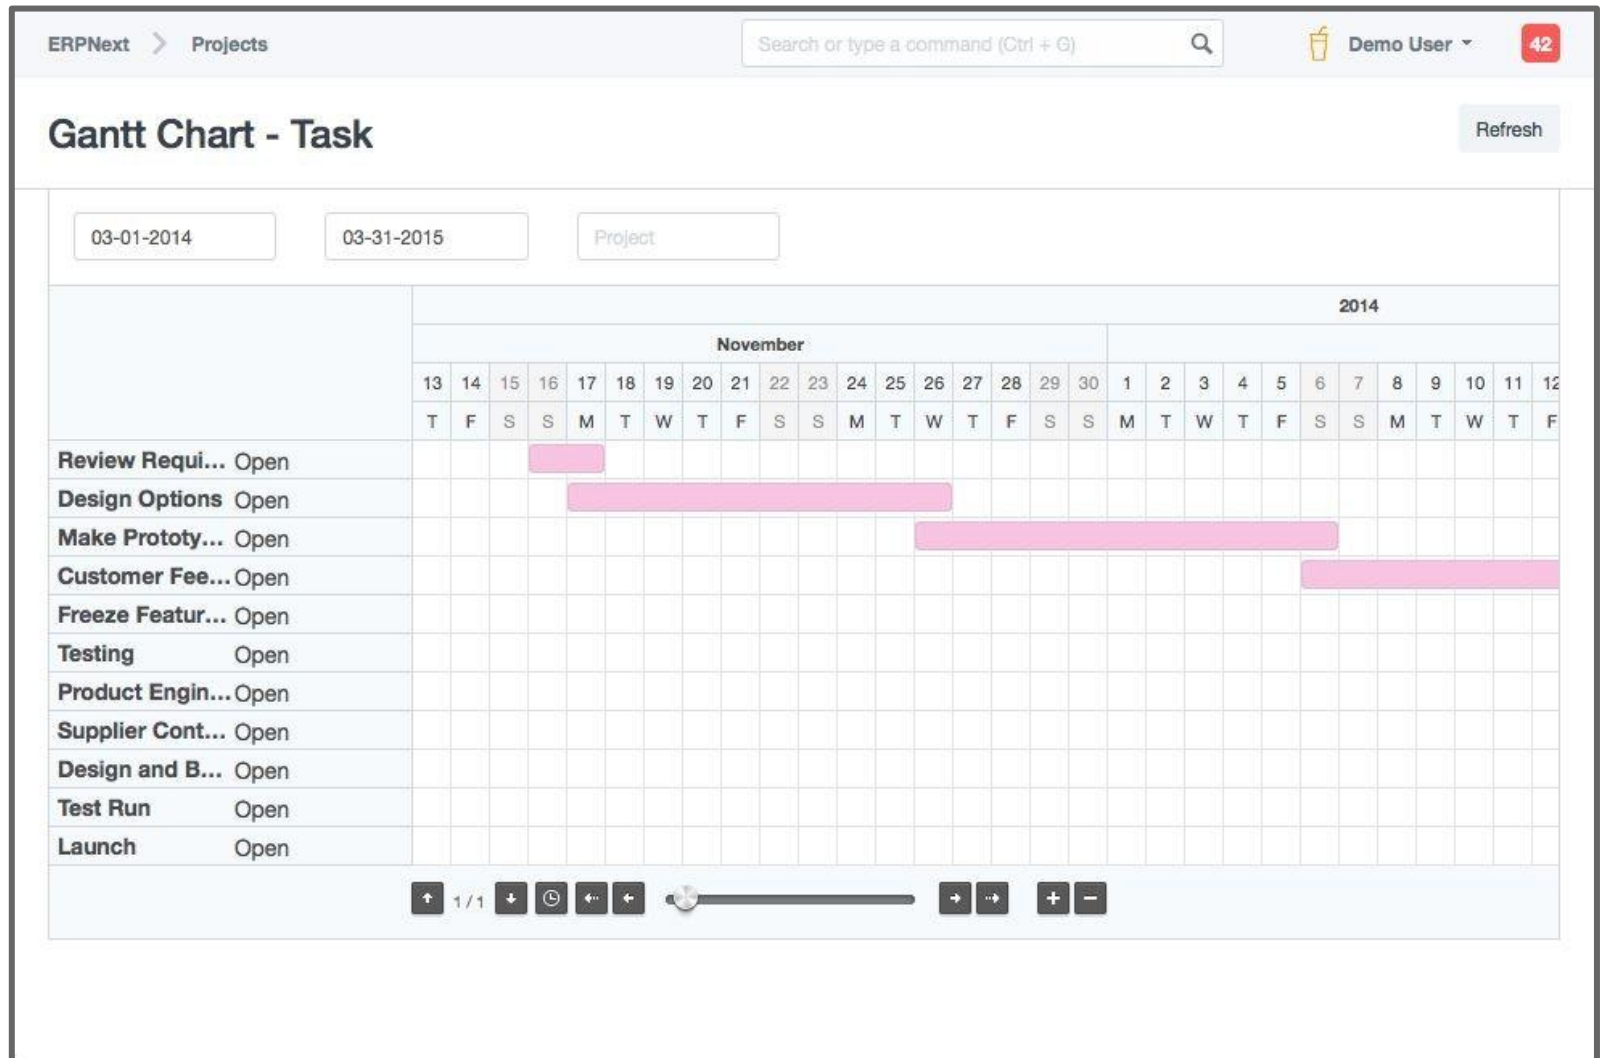 ERPNext Projects Search or type a command (Ctrl + G) Demo User 42
Gantt Chart - Task Refresh
03-01-2014 03-31-2015 Project
2014
November
13 14 15 16 17 18 19 20 21 22 23 24 25 26 27 28 29 30 1 2 3 4 5 6 7 8 9 10 11 12
T F S S M T W T F S S M T W T F S S M T W T F S S M T W T F
Review Requi... Open
Design Options Open
Make Prototy... Open
Customer Fee... Open
Freeze Featur... Open
Testing Open
Product Engin... Open
Supplier Cont... Open
Design and B... Open
Test Run Open
Launch Open
1 / 1